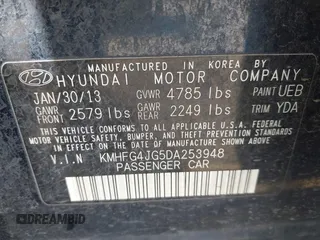 MANUFACTURED IN KOREA BY
HYUNDAI MOTOR COMPANY
JAN/30/13 GVWR 4785 lbs PAINT UEB
GAWR FRONT 2579 lbs GAWR REAR 2249 lbs TRIM YDA
THIS VEHICLE CONFORMS TO ALL APPLICABLE U.S.A. FEDERAL
MOTOR VEHICLE SAFETY, BUMPER, AND THEFT PREVENTION
STANDARDS IN EFFECT ON THE DATE OF MANUFACTURE
SHOWN ABOVE.
V.I.N KMHFG4JG5DA253948
PASSENGER CAR
DREAMBID